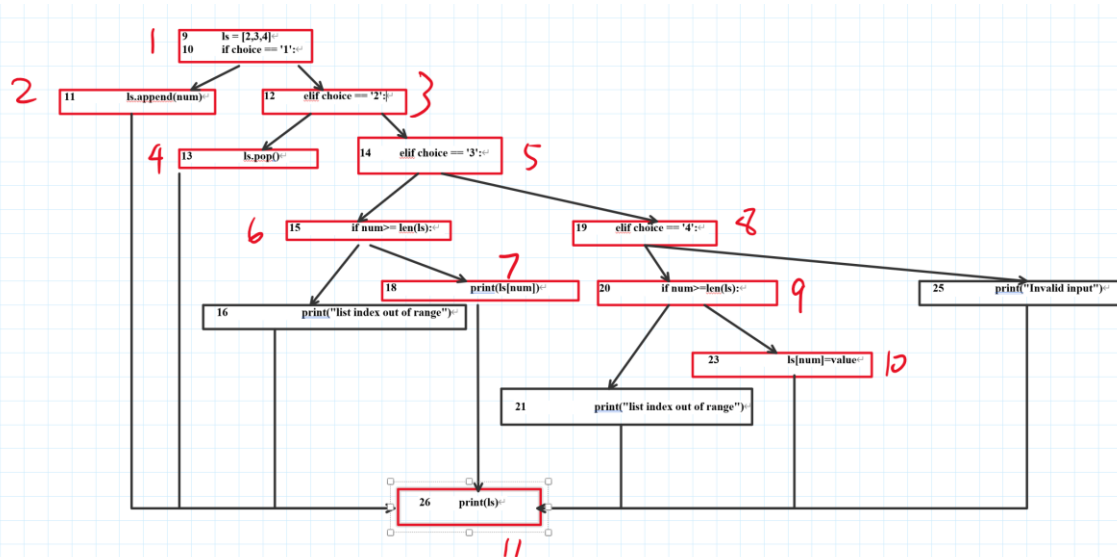 1
9 ls = [2,3,4]
10 if choice == '1':
2
11 ls.append(num)
12 elif choice == '2':
3
4
13 ls.pop()
14 elif choice == '3':
5
6
15 if num>= len(ls):
19 elif choice == '4':
8
7
18 print(ls[num])
20 if num>=len(ls):
9
25 print("Invalid input")
16 print("list index out of range")
23 ls[num]=value
10
21 print("list index out of range")
26 print(ls)
11